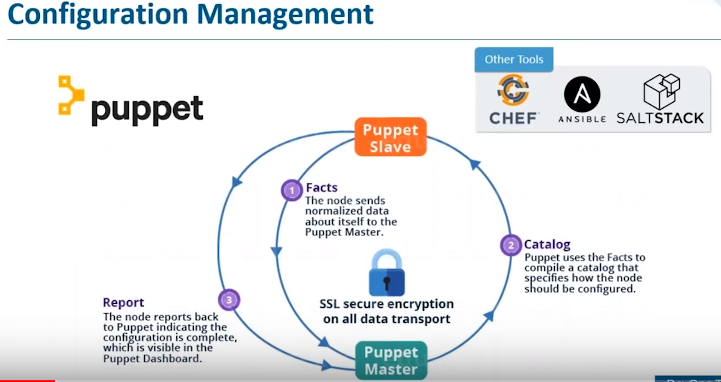 Configuration Management
Other Tools
puppet
CHEF
ANSIBLE
SALTSTACK
Puppet
Slave
1
Facts
The node sends
normalized data
about itself to the
Puppet Master.
2
Catalog
Puppet uses the Facts to
compile a catalog that
specifies how the node
should be configured.
SSL secure encryption
on all data transport
3
Report
The node reports back
to Puppet indicating the
configuration is complete,
which is visible in the
Puppet Dashboard.
Puppet
Master